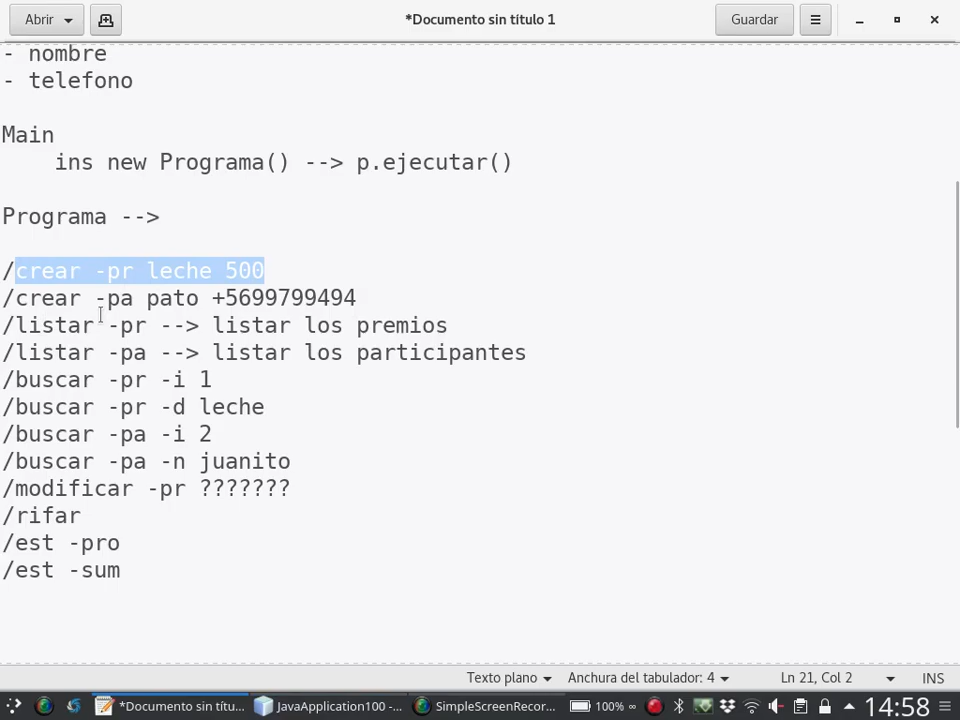 Abrir
*Documento sin título 1
Guardar
- nombre
- telefono
Main
ins new Programa() --> p.ejecutar()
Programa -->
/crear -pr leche 500
/crear -pa pato +5699799494
/listar -pr --> listar los premios
/listar -pa --> listar los participantes
/buscar -pr -i 1
/buscar -pr -d leche
/buscar -pa -i 2
/buscar -pa -n juanito
/modificar -pr ???????
/rifar
/est -pro
/est -sum
Texto plano
Anchura del tabulador: 4
Ln 21, Col 2
INS
*Documento sin títu...
JavaApplication100 -...
SimpleScreenRecor...
100%
14:58